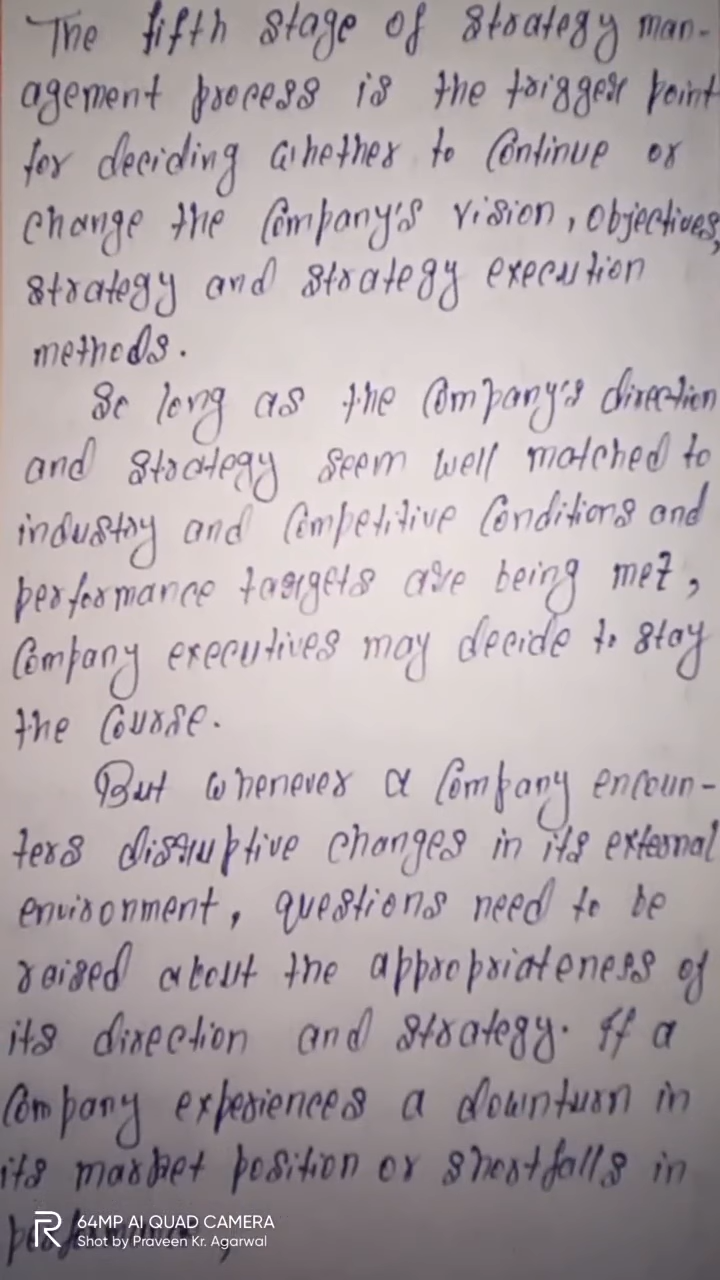 The fifth stage of strategy man-
agement process is the trigger point
for deciding whether to continue or
change the Company's vision, objectives,
strategy and strategy execution
methods.
So long as the Company's direction
and strategy seem well matched to
industry and Competitive Conditions and
performance targets are being met,
Company executives may decide to stay
the Course.
But whenever a Company encoun-
ters disruptive changes in its external
environment, questions need to be
raised about the appropriateness of
its direction and strategy. If a
Company experiences a downturn in
its market position or shortfalls in
performance,
64MP AI QUAD CAMERA
Shot by Praveen Kr. Agarwal